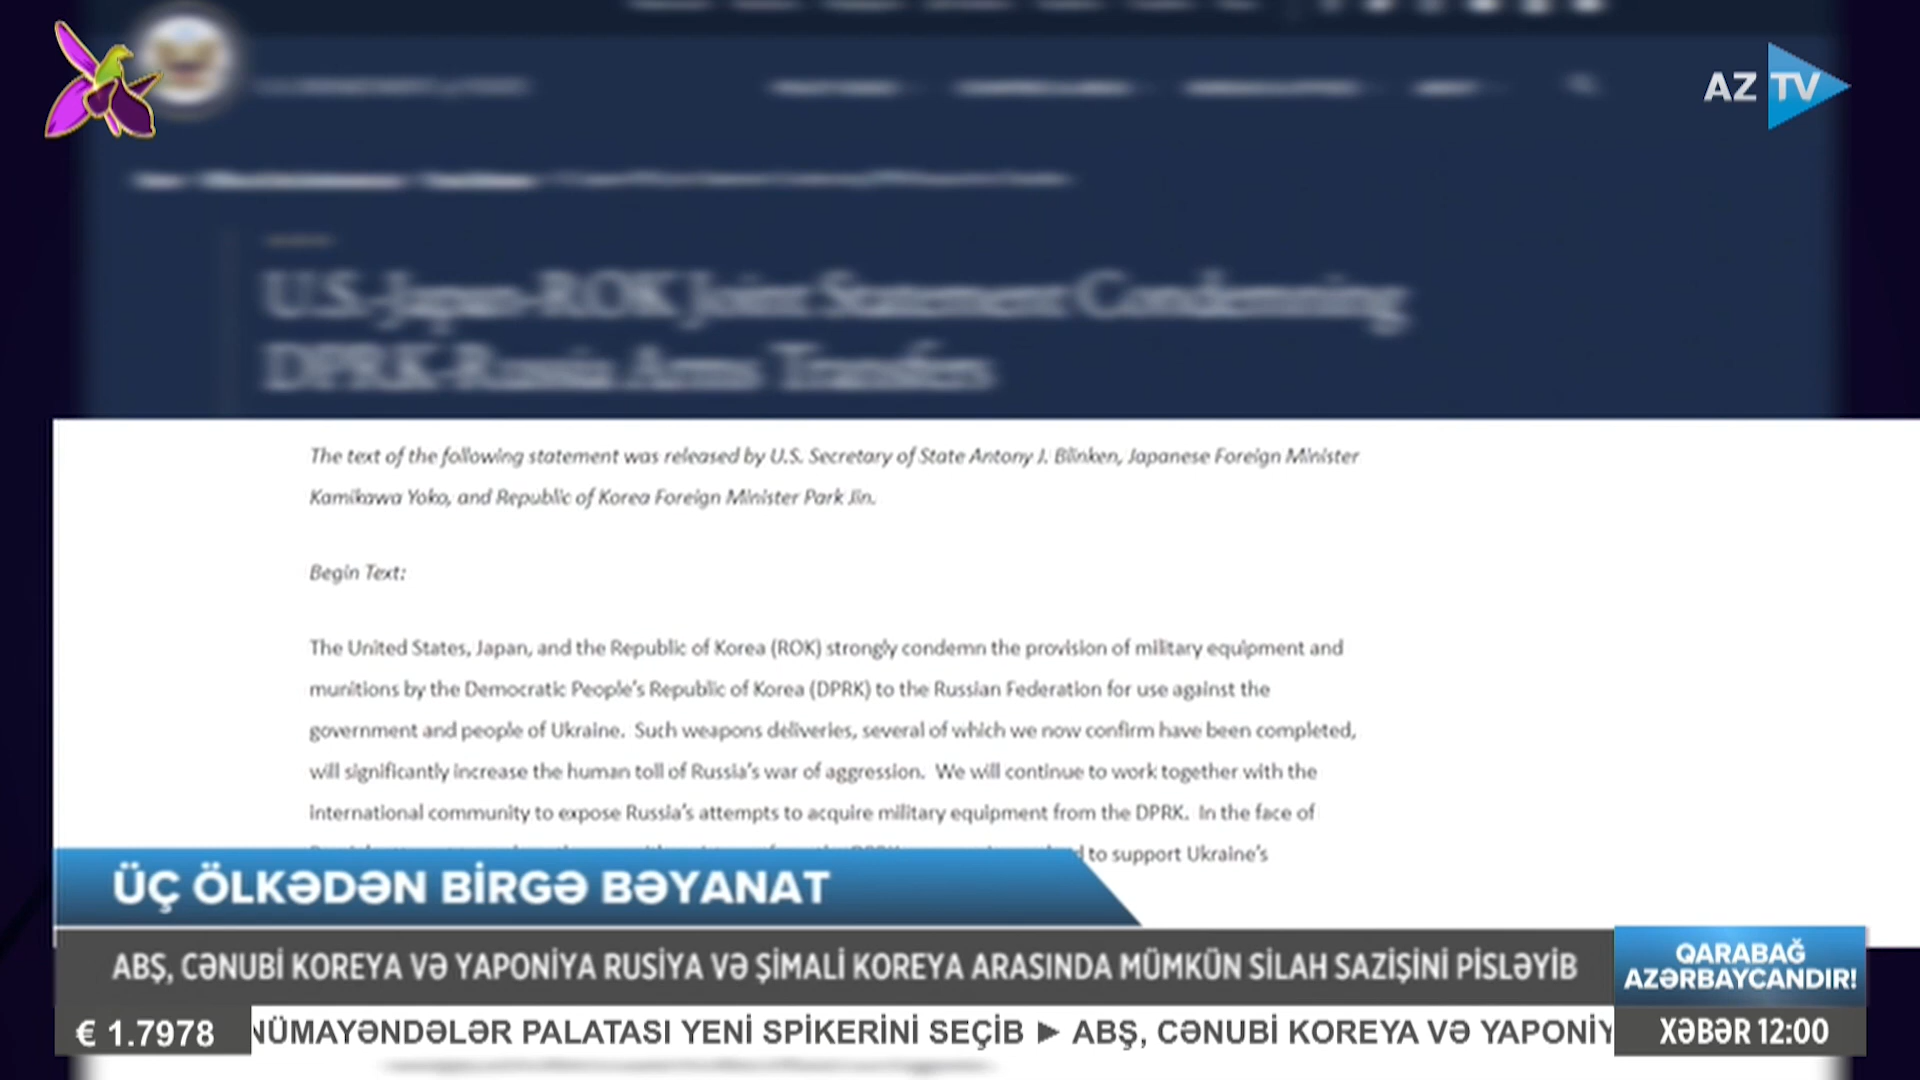 AZ TV
U.S.-Japan-ROK Joint Statement Condemning
DPRK-Russia Arms Transfers
The text of the following statement was released by U.S. Secretary of State Antony J. Blinken, Japanese Foreign Minister
Kamikawa Yoko, and Republic of Korea Foreign Minister Park Jin.
Begin Text:
The United States, Japan, and the Republic of Korea (ROK) strongly condemn the provision of military equipment and
munitions by the Democratic People's Republic of Korea (DPRK) to the Russian Federation for use against the
government and people of Ukraine. Such weapons deliveries, several of which we now confirm have been completed,
will significantly increase the human toll of Russia's war of aggression. We will continue to work together with the
international community to expose Russia's attempts to acquire military equipment from the DPRK. In the face of
to support Ukraine's
ÜÇ ÖLKƏDƏN BİRGƏ BƏYANAT
ABŞ, CƏNUBİ KOREYA VƏ YAPONİYA RUSİYA VƏ ŞİMALİ KOREYA ARASINDA MÜMKÜN SİLAH SAZİŞİNİ PİSLƏYİB
QARABAĞ
AZƏRBAYCANDIR!
€ 1.7978
NÜMAYƏNDƏLƏR PALATASI YENİ SPİKERİNİ SEÇİB ► ABŞ, CƏNUBİ KOREYA VƏ YAPONİY
XƏBƏR 12:00